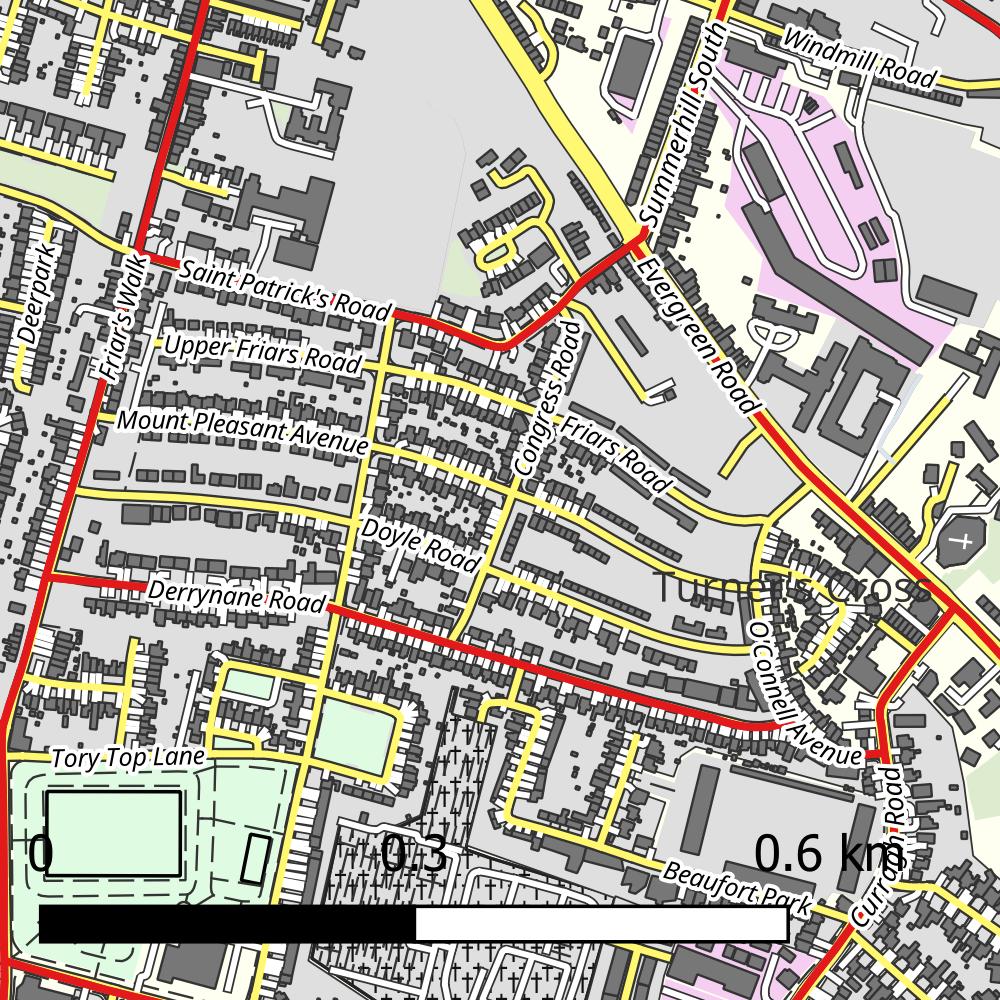 Windmill Road
Summerhill South
Deerpark
Friar's Walk
Saint Patrick's Road
Evergreen Road
Upper Friars Road
Congress Road
Mount Pleasant Avenue
Friars Road
Doyle Road
Turner's Cross
Derrynane Road
O'Connell Avenue
Tory Top Lane
Curragh Road
Beaufort Park
0 0.3 0.6 km